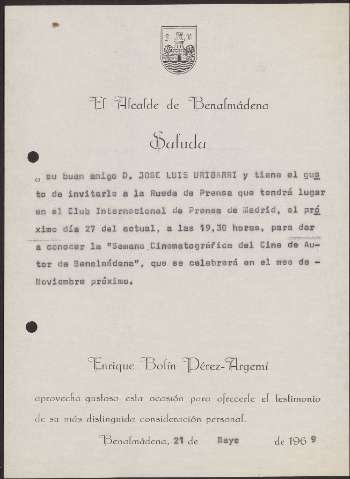 El Alcalde de Benalmádena
Saluda
a su buen amigo D. JOSE LUIS URIBARRI y tiene el gus
to de invitarle a la Rueda de Prensa que tendrá lugar
en el Club Internacional de Prensa de Madrid, el pró
ximo día 27 del actual, a las 19,30 horas, para dar
a conocer la "Semana Cinematográfica del Cine de Au-
tor de Benalmádena", que se celebrará en el mes de -
Noviembre próximo.
Enrique Bolín Pérez-Argemí
aprovecha gustoso esta ocasión para ofrecerle el testimonio
de su más distinguida consideración personal.
Benalmádena, 21 de Mayo de 1969